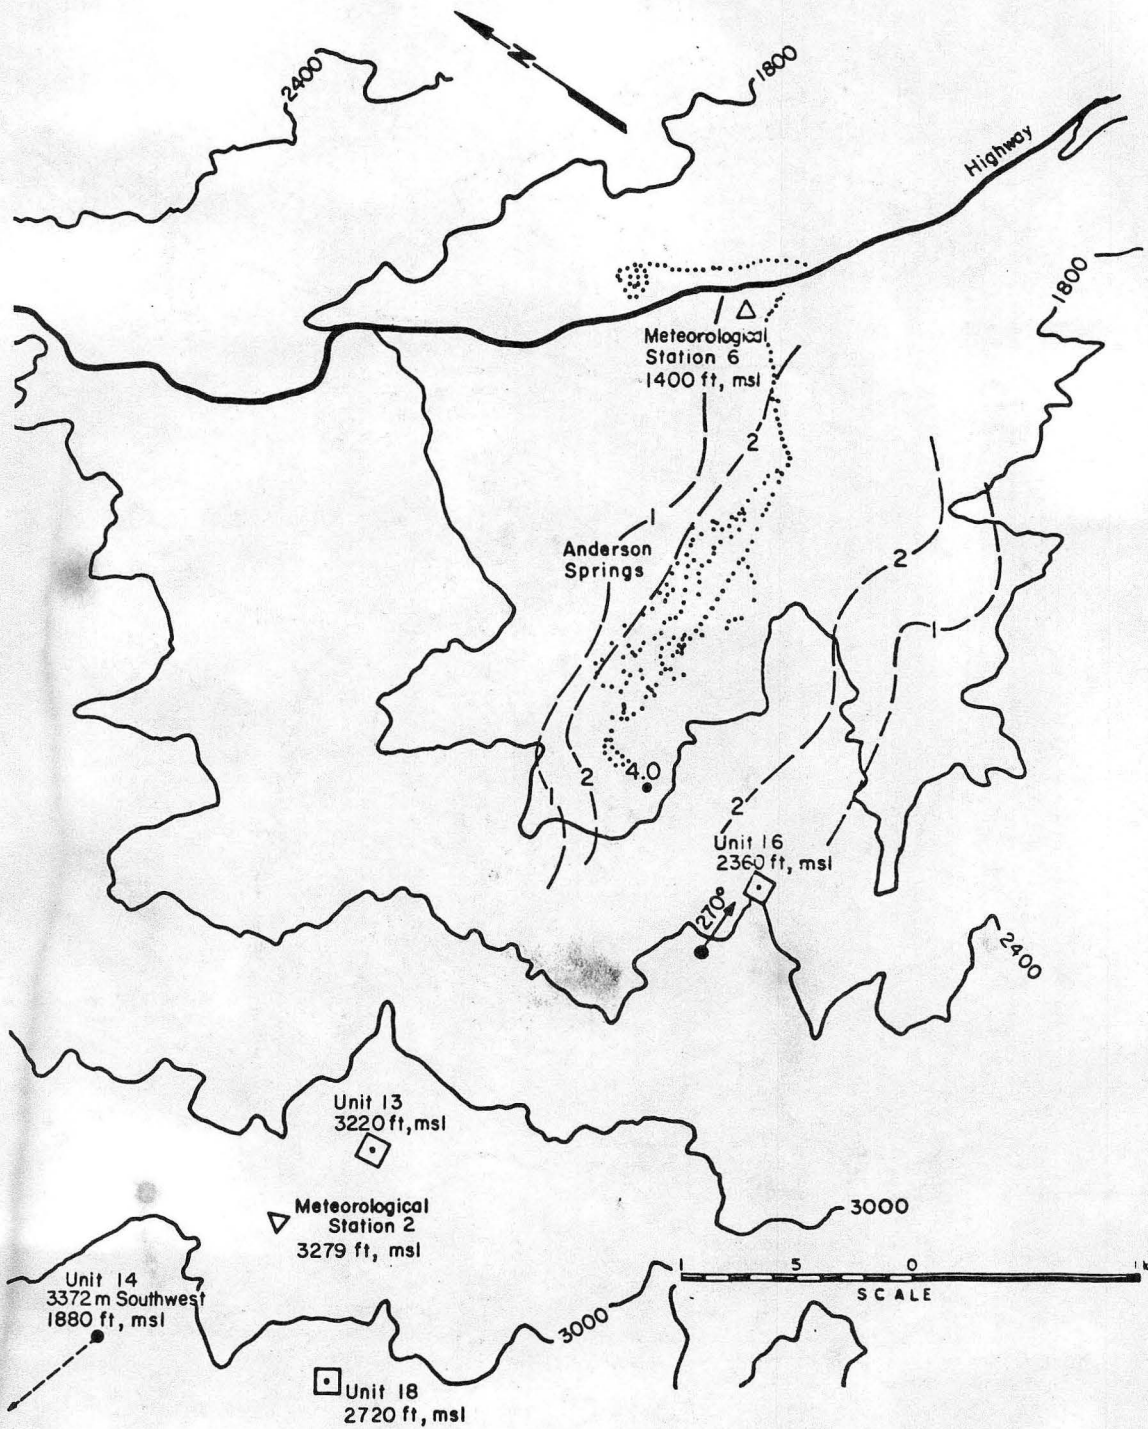 N
2400
1800
Highway
1800
Meteorological
Station 6
1400 ft, msl
2
1
Anderson
Springs
2
1
4.0
2
1
2
Unit 16
2360 ft, msl
270°
2400
Unit 13
3220 ft, msl
Meteorological
Station 2
3279 ft, msl
3000
Unit 14
3372 m Southwest
1880 ft, msl
1 5 0 1 k
SCALE
3000
Unit 18
2720 ft, msl